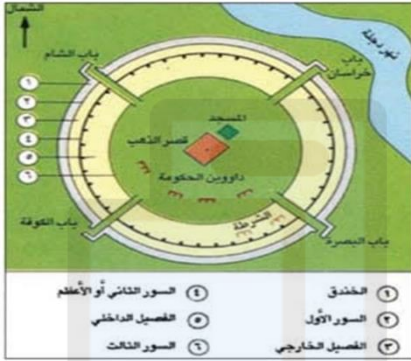 الشمال
نهر دجلة
باب الشام
باب
خراسان
١
٢
٣
٤
٥
٦
المسجد
قصر الذهب
داووين الحكومة
باب الكوفة
الشرطة
باب البصرة
١ الخندق
٢ السور الأول
٣ الفصيل الخارجي
٤ السور الثاني أو الأعظم
٥ الفصيل الداخلي
٦ السور الثالث